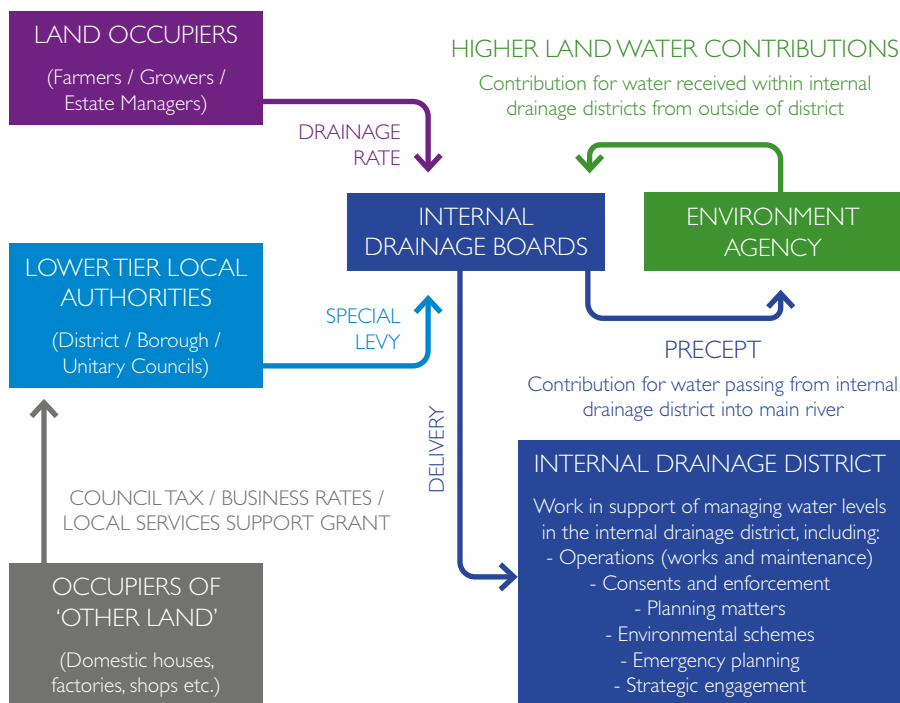 LAND OCCUPIERS
(Farmers / Growers /
Estate Managers)
DRAINAGE
RATE
HIGHER LAND WATER CONTRIBUTIONS
Contribution for water received within internal
drainage districts from outside of district
INTERNAL
DRAINAGE BOARDS
ENVIRONMENT
AGENCY
LOWER TIER LOCAL
AUTHORITIES
(District / Borough /
Unitary Councils)
SPECIAL
LEVY
PRECEPT
Contribution for water passing from internal
drainage district into main river
DELIVERY
COUNCIL TAX / BUSINESS RATES /
LOCAL SERVICES SUPPORT GRANT
OCCUPIERS OF
‘OTHER LAND’
(Domestic houses,
factories, shops etc.)
INTERNAL DRAINAGE DISTRICT
Work in support of managing water levels
in the internal drainage district, including:
- Operations (works and maintenance)
- Consents and enforcement
- Planning matters
- Environmental schemes
- Emergency planning
- Strategic engagement